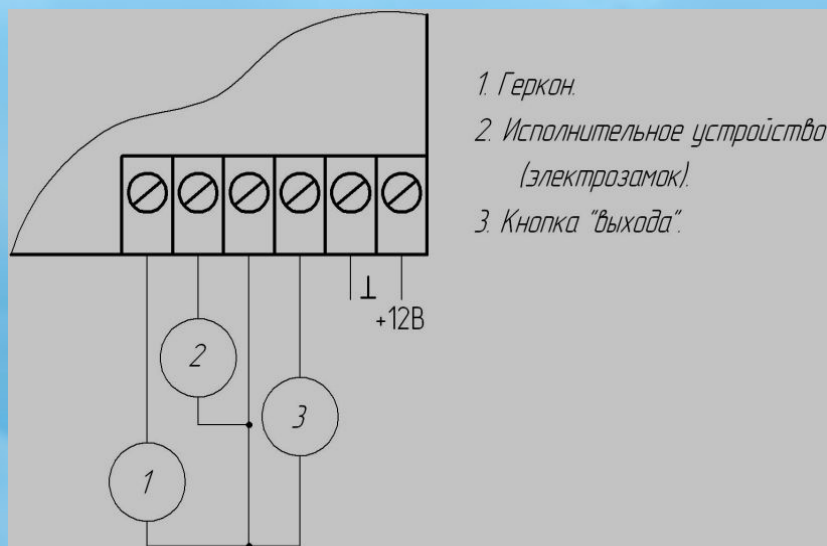 1. Геркон.
2. Исполнительное устройство
(электрозамок).
3. Кнопка "выхода".
⊥
+12В
2
3
1